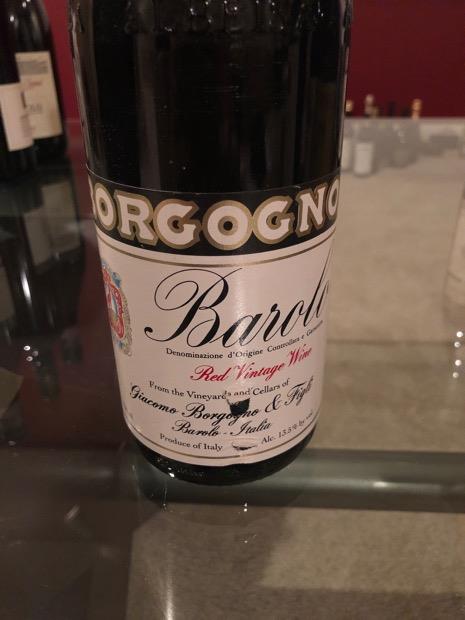 BORGOGNO
Barolo
Denominazione d'Origine Controllata e Garantita
Red Vintage Wine
From the Vineyards and Cellars of
Giacomo Borgogno & Figli
Barolo - Italia
Produce of Italy Alc. 13.5% by vol.